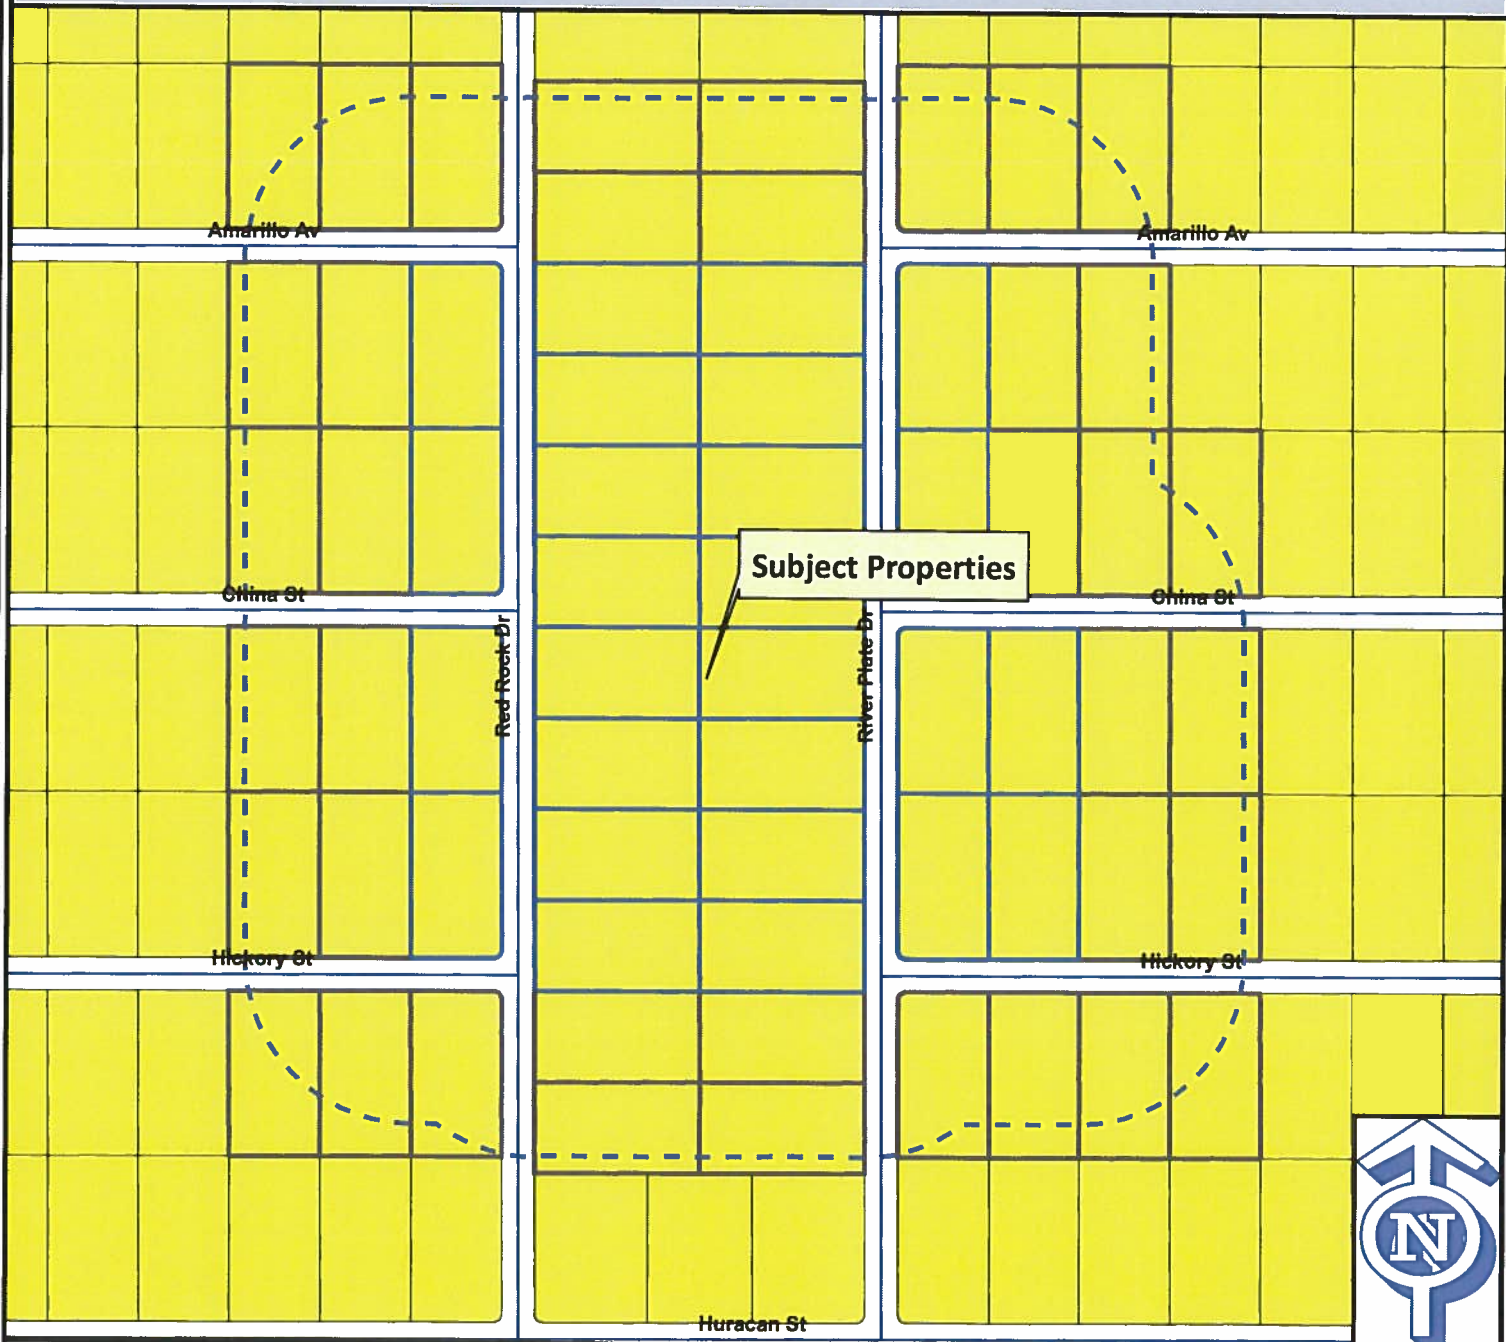 Amarillo Av
Amarillo Av
Subject Properties
China St
China St
Red Rock Dr
River Plate Dr
Hickory St
Hickory St
N
Huracan St